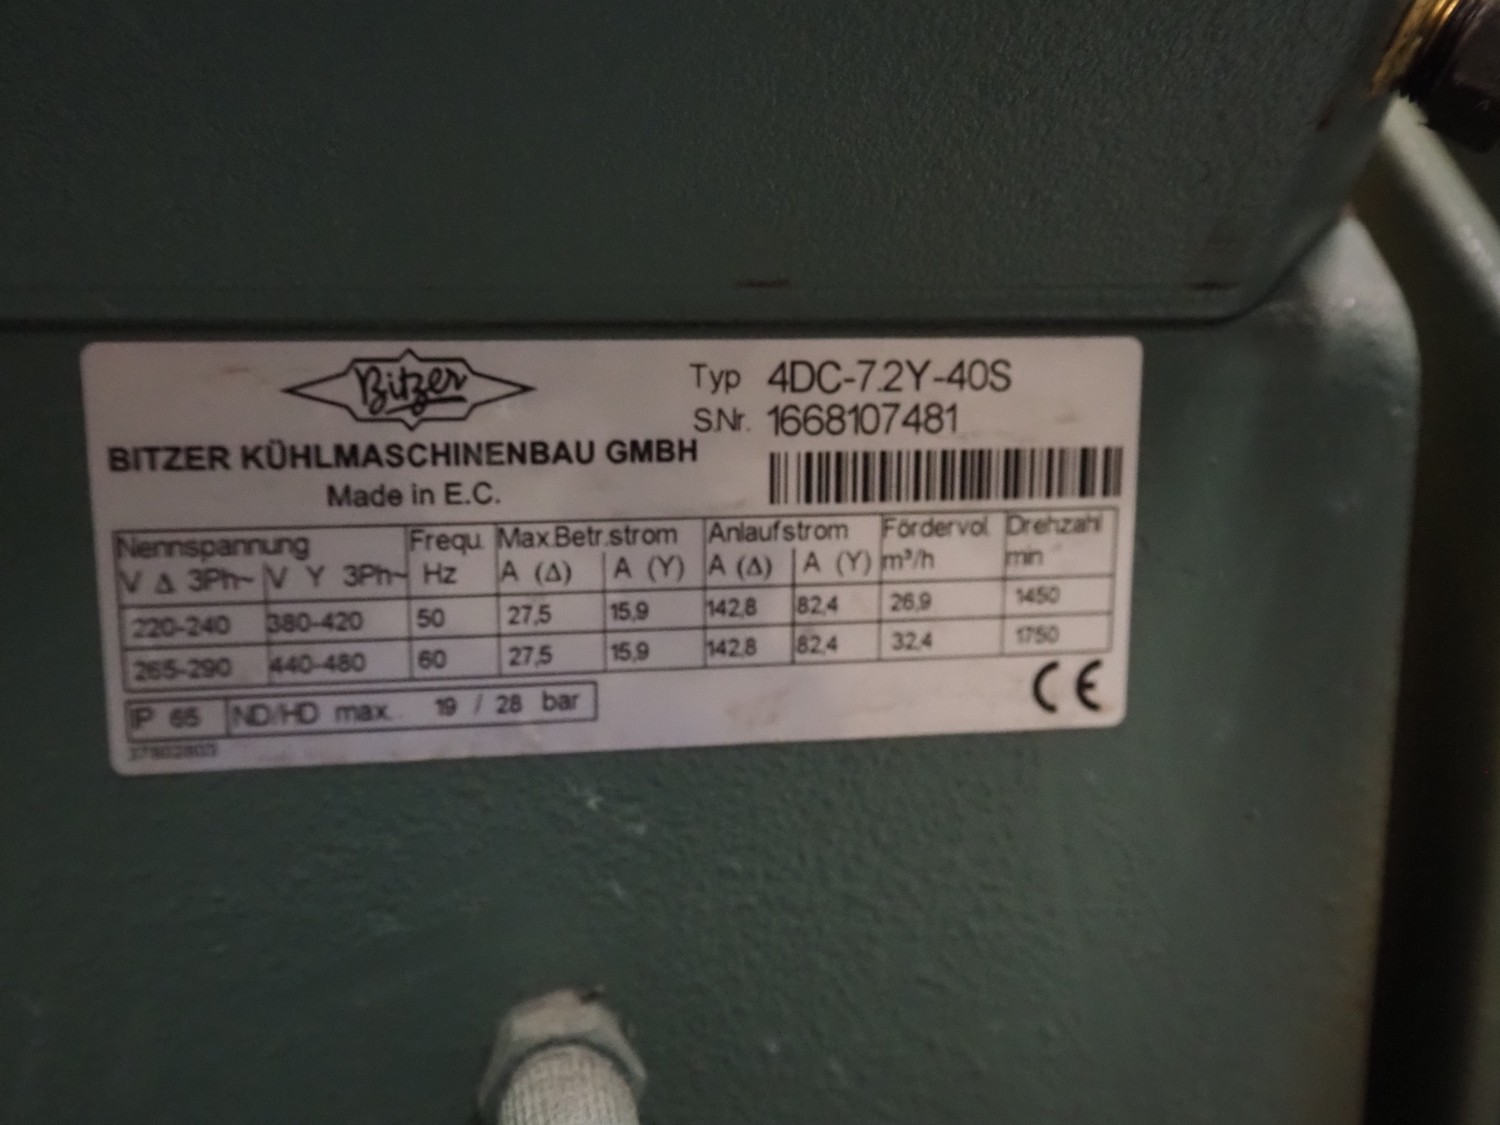 Bitzer
Typ 4DC-7.2Y-40S
S.Nr. 1668107481
BITZER KÜHLMASCHINENBAU GMBH
Made in E.C.
Nennspannung Frequ. Max.Betr.strom Anlaufstrom Fördervol. Drehzahl
V Δ 3Ph~ V Y 3Ph~ Hz A (Δ) A (Y) A (Δ) A (Y) m³/h min
220-240 380-420 50 27,5 15,9 142,8 82,4 26,9 1450
265-290 440-480 60 27,5 15,9 142,8 82,4 32,4 1750
IP 65 ND/HD max. 19 / 28 bar
CE